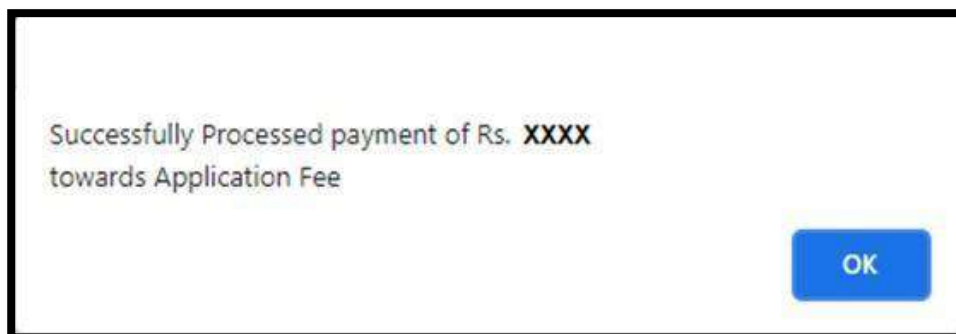 Successfully Processed payment of Rs. XXXX
towards Application Fee
OK